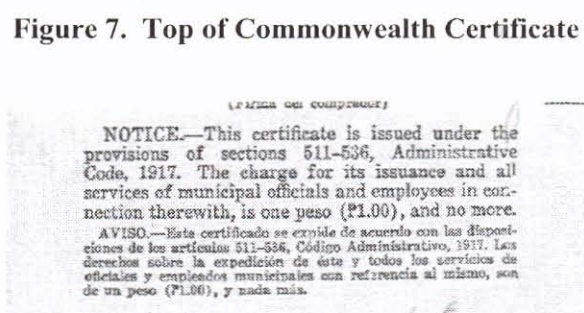 Figure 7. Top of Commonwealth Certificate
(Firma del comprador)
NOTICE.—This certificate is issued under the
provisions of sections 511–536, Administrative
Code, 1917. The charge for its issuance and all
services of municipal officials and employees in con-
nection therewith, is one peso (₱1.00), and no more.
AVISO.—Este certificado se expide de acuerdo con las disposi-
ciones de los artículos 511–536, Código Administrativo, 1917. Los
derechos sobre la expedición de éste y todos los servicios de
oficiales y empleados municipales con referencia al mismo, son
de un peso (₱1.00), y nada más.